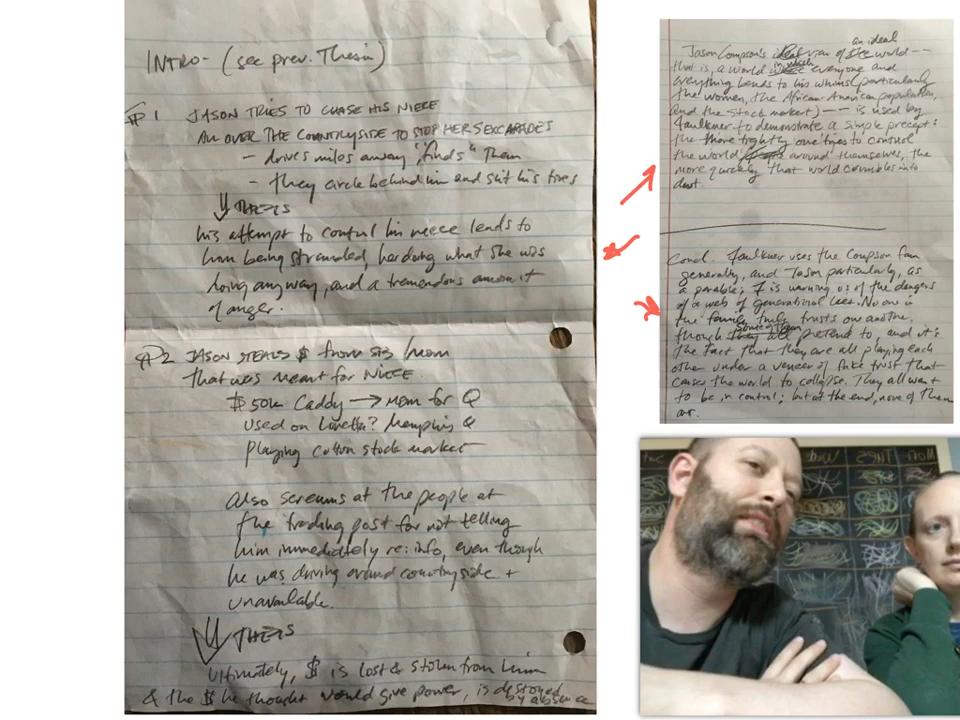 INTRO- (see prev. Thesis)
¶ 1 JASON TRIES TO CHASE HIS NIECE
ALL OVER THE COUNTRYSIDE TO STOP HER SEXCAPADES
- drives miles away, "finds" them
- they circle behind him and slit his tires
THESIS
his attempt to control his neece leads to
him being stranded, her doing what she was
doing anyway, and a tremendous amount
of anger.
¶ 2 JASON STEALS $ from SIS/mom
that was meant for NIECE.
$50k Caddy → mom for Q
used on Loretta? Memphis &
playing cotton stock market
also screams at the people at
the trading post for not telling
him immediately re: info, even though
he was driving around countryside +
unavailable.
THESIS
Ultimately, $ is lost & stolen from him
& the $ he thought would give power, is destroyed
by absence
an ideal
Jason Compson's view of the world --
that is, a world in which everyone and
everything bends to his whims (particularly
the women, the African-American population,
and the stock market) -- is used by
Faulkner to demonstrate a simple precept:
the more tightly one tries to control
the world around themselves, the
more quickly that world crumbles into
dust.
Concl. Faulkner uses the Compson fam
generally, and Jason particularly, as
a parable; F is warning us of the dangers
of a web of generational lies. No one in
the family truly trusts one another,
though some of them pretend to, and it's
the fact that they are all playing each
other under a veneer of fake trust that
causes the world to collapse. They all want
to be in control; but at the end, none of them
are.